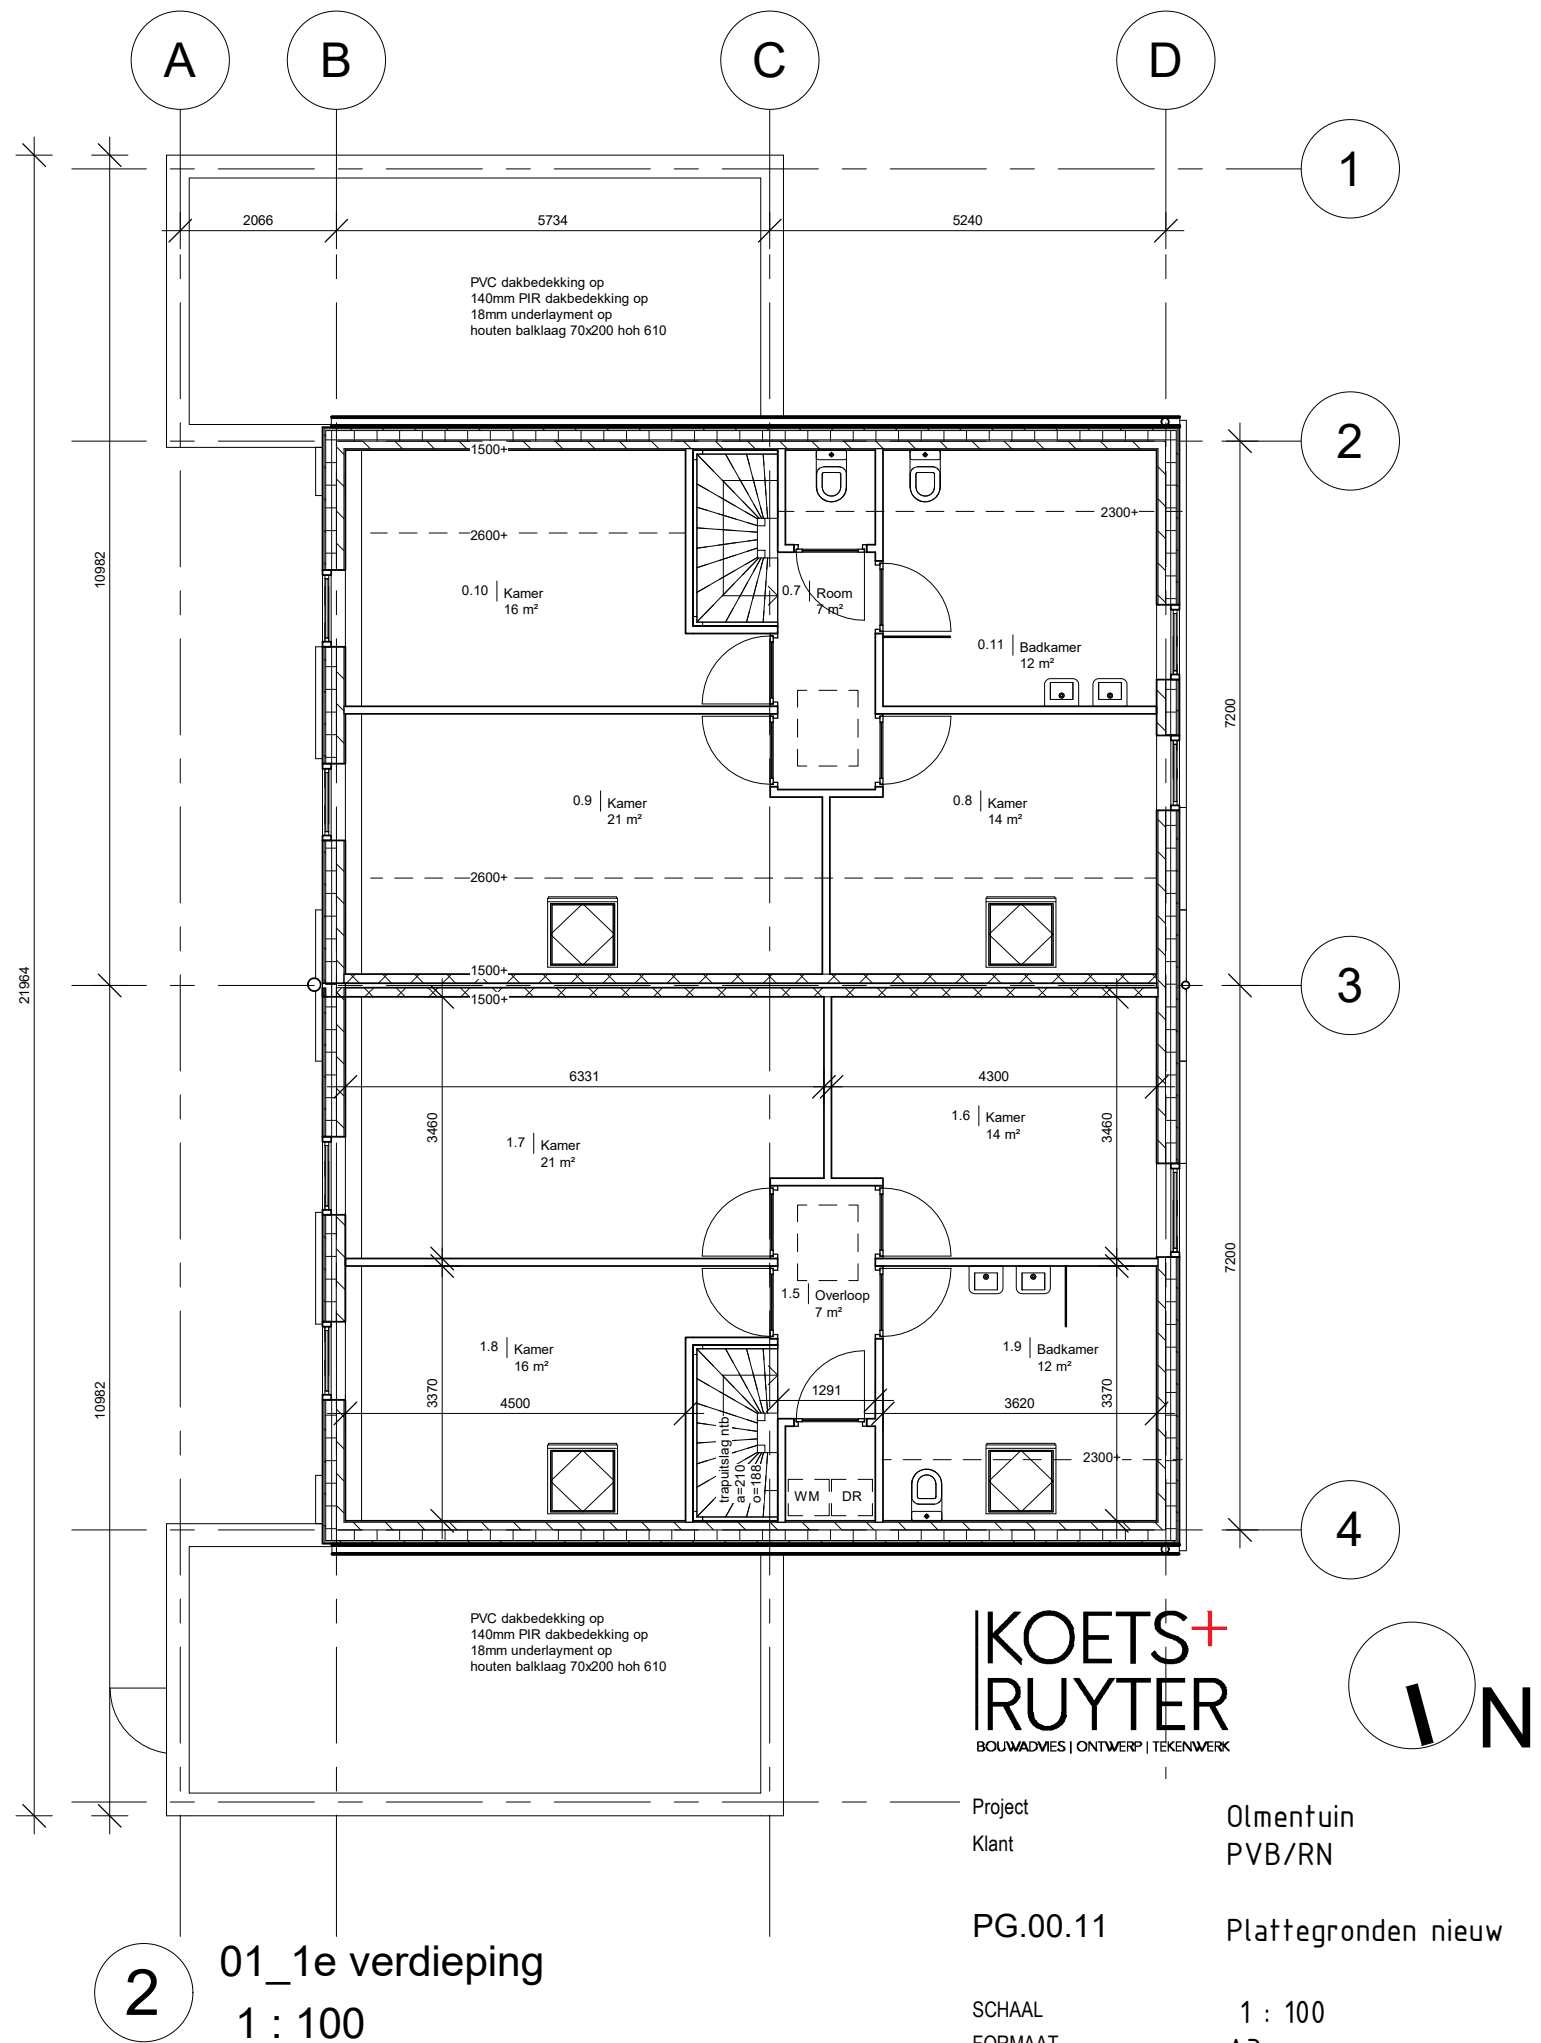 A
B
C
D
1
2066
5734
5240
PVC dakbedekking op
140mm PIR dakbedekking op
18mm underlayment op
houten balklaag 70x200 hoh 610
2
1500+
2300+
2600+
10982
0.10 Kamer
16 m²
0.7 Room
7 m²
0.11 Badkamer
12 m²
7200
0.9 Kamer
21 m²
0.8 Kamer
14 m²
2600+
21964
1500+
1500+
3
6331
4300
3460
3460
1.7 Kamer
21 m²
1.6 Kamer
14 m²
7200
1.5 Overloop
7 m²
1.8 Kamer
16 m²
1.9 Badkamer
12 m²
10982
3370
3370
4500
1291
3620
2300+
trapuitslag ntb
a=210
o=188
WM
DR
4
PVC dakbedekking op
140mm PIR dakbedekking op
18mm underlayment op
houten balklaag 70x200 hoh 610
KOETS+
RUYTER
BOUWADVIES | ONTWERP | TEKENWERK
N
Project Olmentuin
Klant PVB/RN
PG.00.11 Plattegronden nieuw
2 01_1e verdieping
1 : 100
SCHAAL 1 : 100